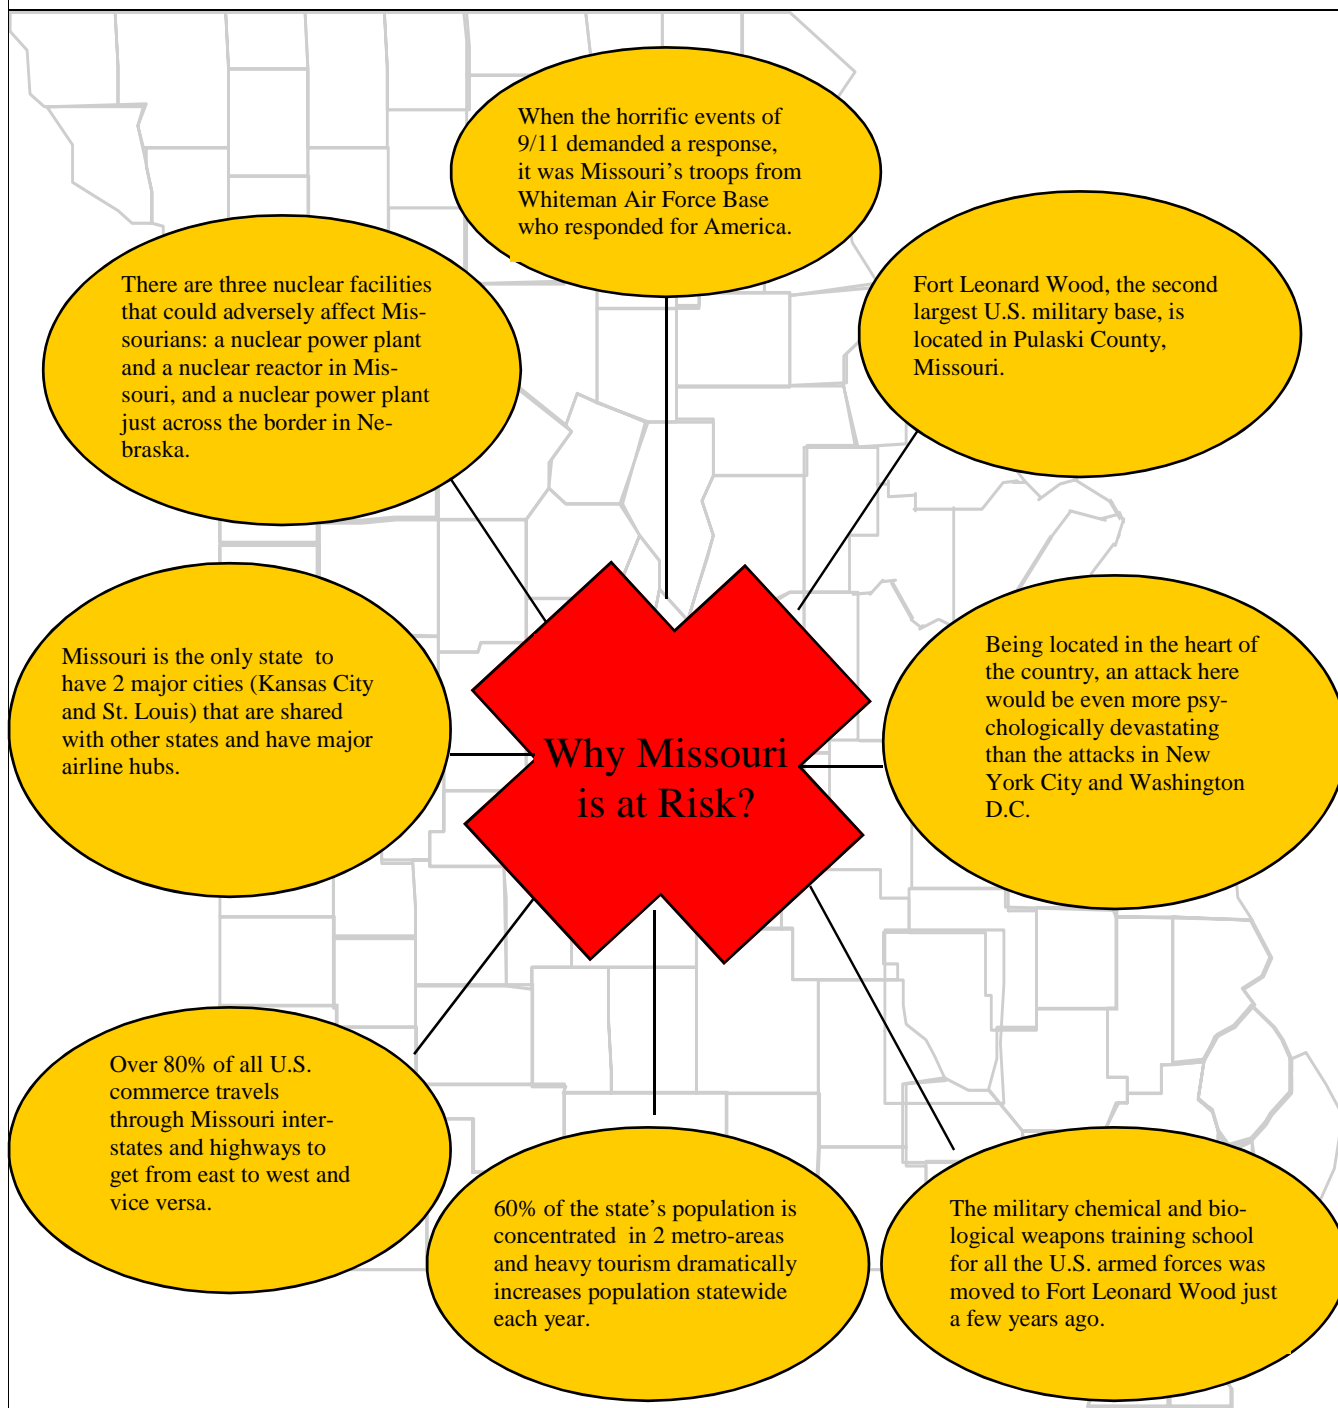 When the horrific events of
9/11 demanded a response,
it was Missouri’s troops from
Whiteman Air Force Base
who responded for America.
There are three nuclear facilities
that could adversely affect Mis-
sourians: a nuclear power plant
and a nuclear reactor in Mis-
souri, and a nuclear power plant
just across the border in Ne-
braska.
Fort Leonard Wood, the second
largest U.S. military base, is
located in Pulaski County,
Missouri.
Missouri is the only state to
have 2 major cities (Kansas City
and St. Louis) that are shared
with other states and have major
airline hubs.
Why Missouri
is at Risk?
Being located in the heart of
the country, an attack here
would be even more psy-
chologically devastating
than the attacks in New
York City and Washington
D.C.
Over 80% of all U.S.
commerce travels
through Missouri inter-
states and highways to
get from east to west and
vice versa.
60% of the state’s population is
concentrated in 2 metro-areas
and heavy tourism dramatically
increases population statewide
each year.
The military chemical and bio-
logical weapons training school
for all the U.S. armed forces was
moved to Fort Leonard Wood just
a few years ago.